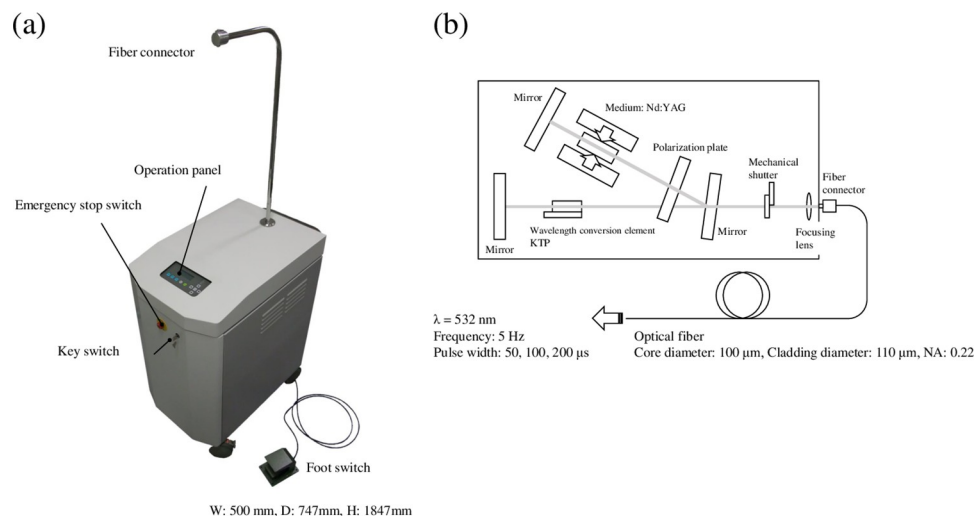 (a)
Fiber connector
Operation panel
Emergency stop switch
Key switch
Foot switch
W: 500 mm, D: 747mm, H: 1847mm
(b)
Mirror
Medium: Nd:YAG
Polarization plate
Mechanical
shutter
Fiber
connector
Wavelength conversion element
KTP
Mirror
Mirror
Focusing
lens
λ = 532 nm
Frequency: 5 Hz
Pulse width: 50, 100, 200 μs
Optical fiber
Core diameter: 100 μm, Cladding diameter: 110 μm, NA: 0.22